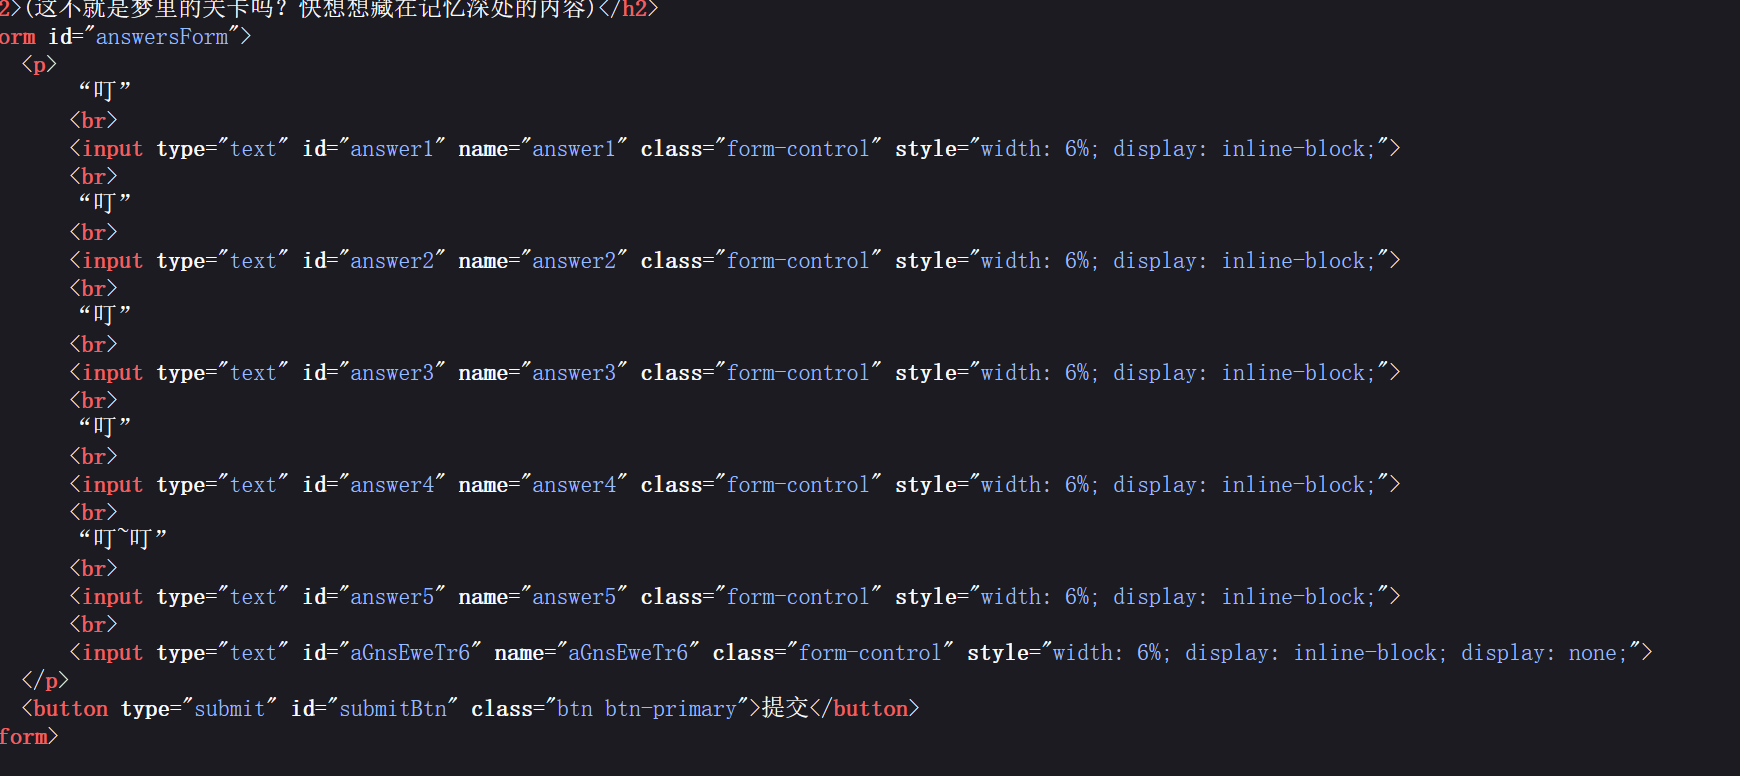 2>(这不就是梦里的关卡吗？快想想藏在记忆深处的内容)</h2>
orm id="answersForm">
<p>
“叮”
<br>
<input type="text" id="answer1" name="answer1" class="form-control" style="width: 6%; display: inline-block;">
<br>
“叮”
<br>
<input type="text" id="answer2" name="answer2" class="form-control" style="width: 6%; display: inline-block;">
<br>
“叮”
<br>
<input type="text" id="answer3" name="answer3" class="form-control" style="width: 6%; display: inline-block;">
<br>
“叮”
<br>
<input type="text" id="answer4" name="answer4" class="form-control" style="width: 6%; display: inline-block;">
<br>
“叮~叮”
<br>
<input type="text" id="answer5" name="answer5" class="form-control" style="width: 6%; display: inline-block;">
<br>
<input type="text" id="aGnsEweTr6" name="aGnsEweTr6" class="form-control" style="width: 6%; display: inline-block; display: none;">
</p>
<button type="submit" id="submitBtn" class="btn btn-primary">提交</button>
form>